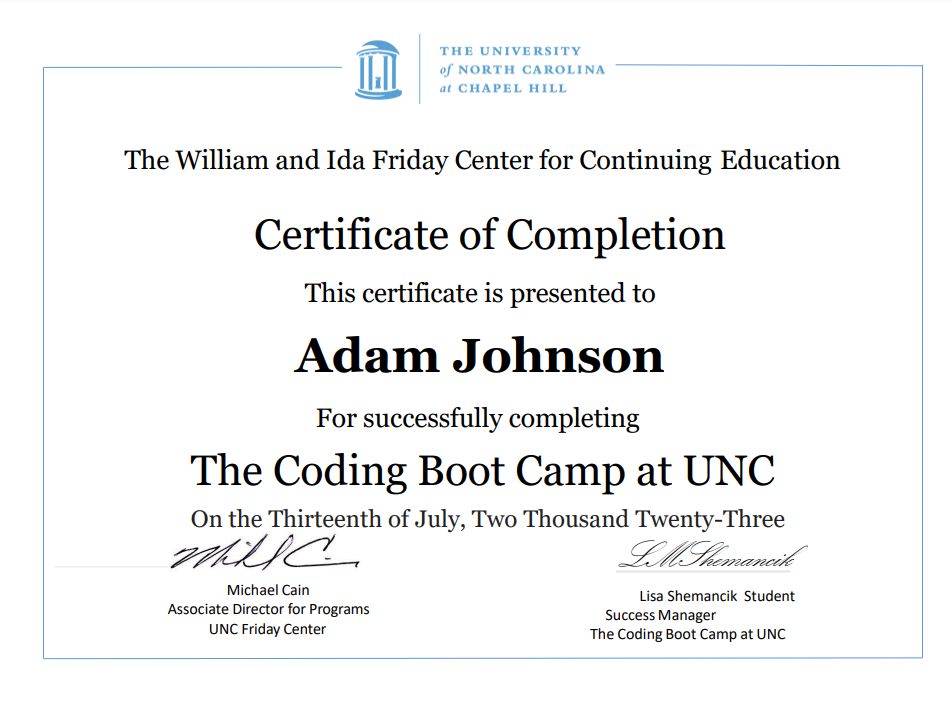 THE UNIVERSITY
of NORTH CAROLINA
at CHAPEL HILL
The William and Ida Friday Center for Continuing Education
Certificate of Completion
This certificate is presented to
Adam Johnson
For successfully completing
The Coding Boot Camp at UNC
On the Thirteenth of July, Two Thousand Twenty-Three
Michael Cain
Associate Director for Programs
UNC Friday Center
LMShemancik
Lisa Shemancik Student
Success Manager
The Coding Boot Camp at UNC